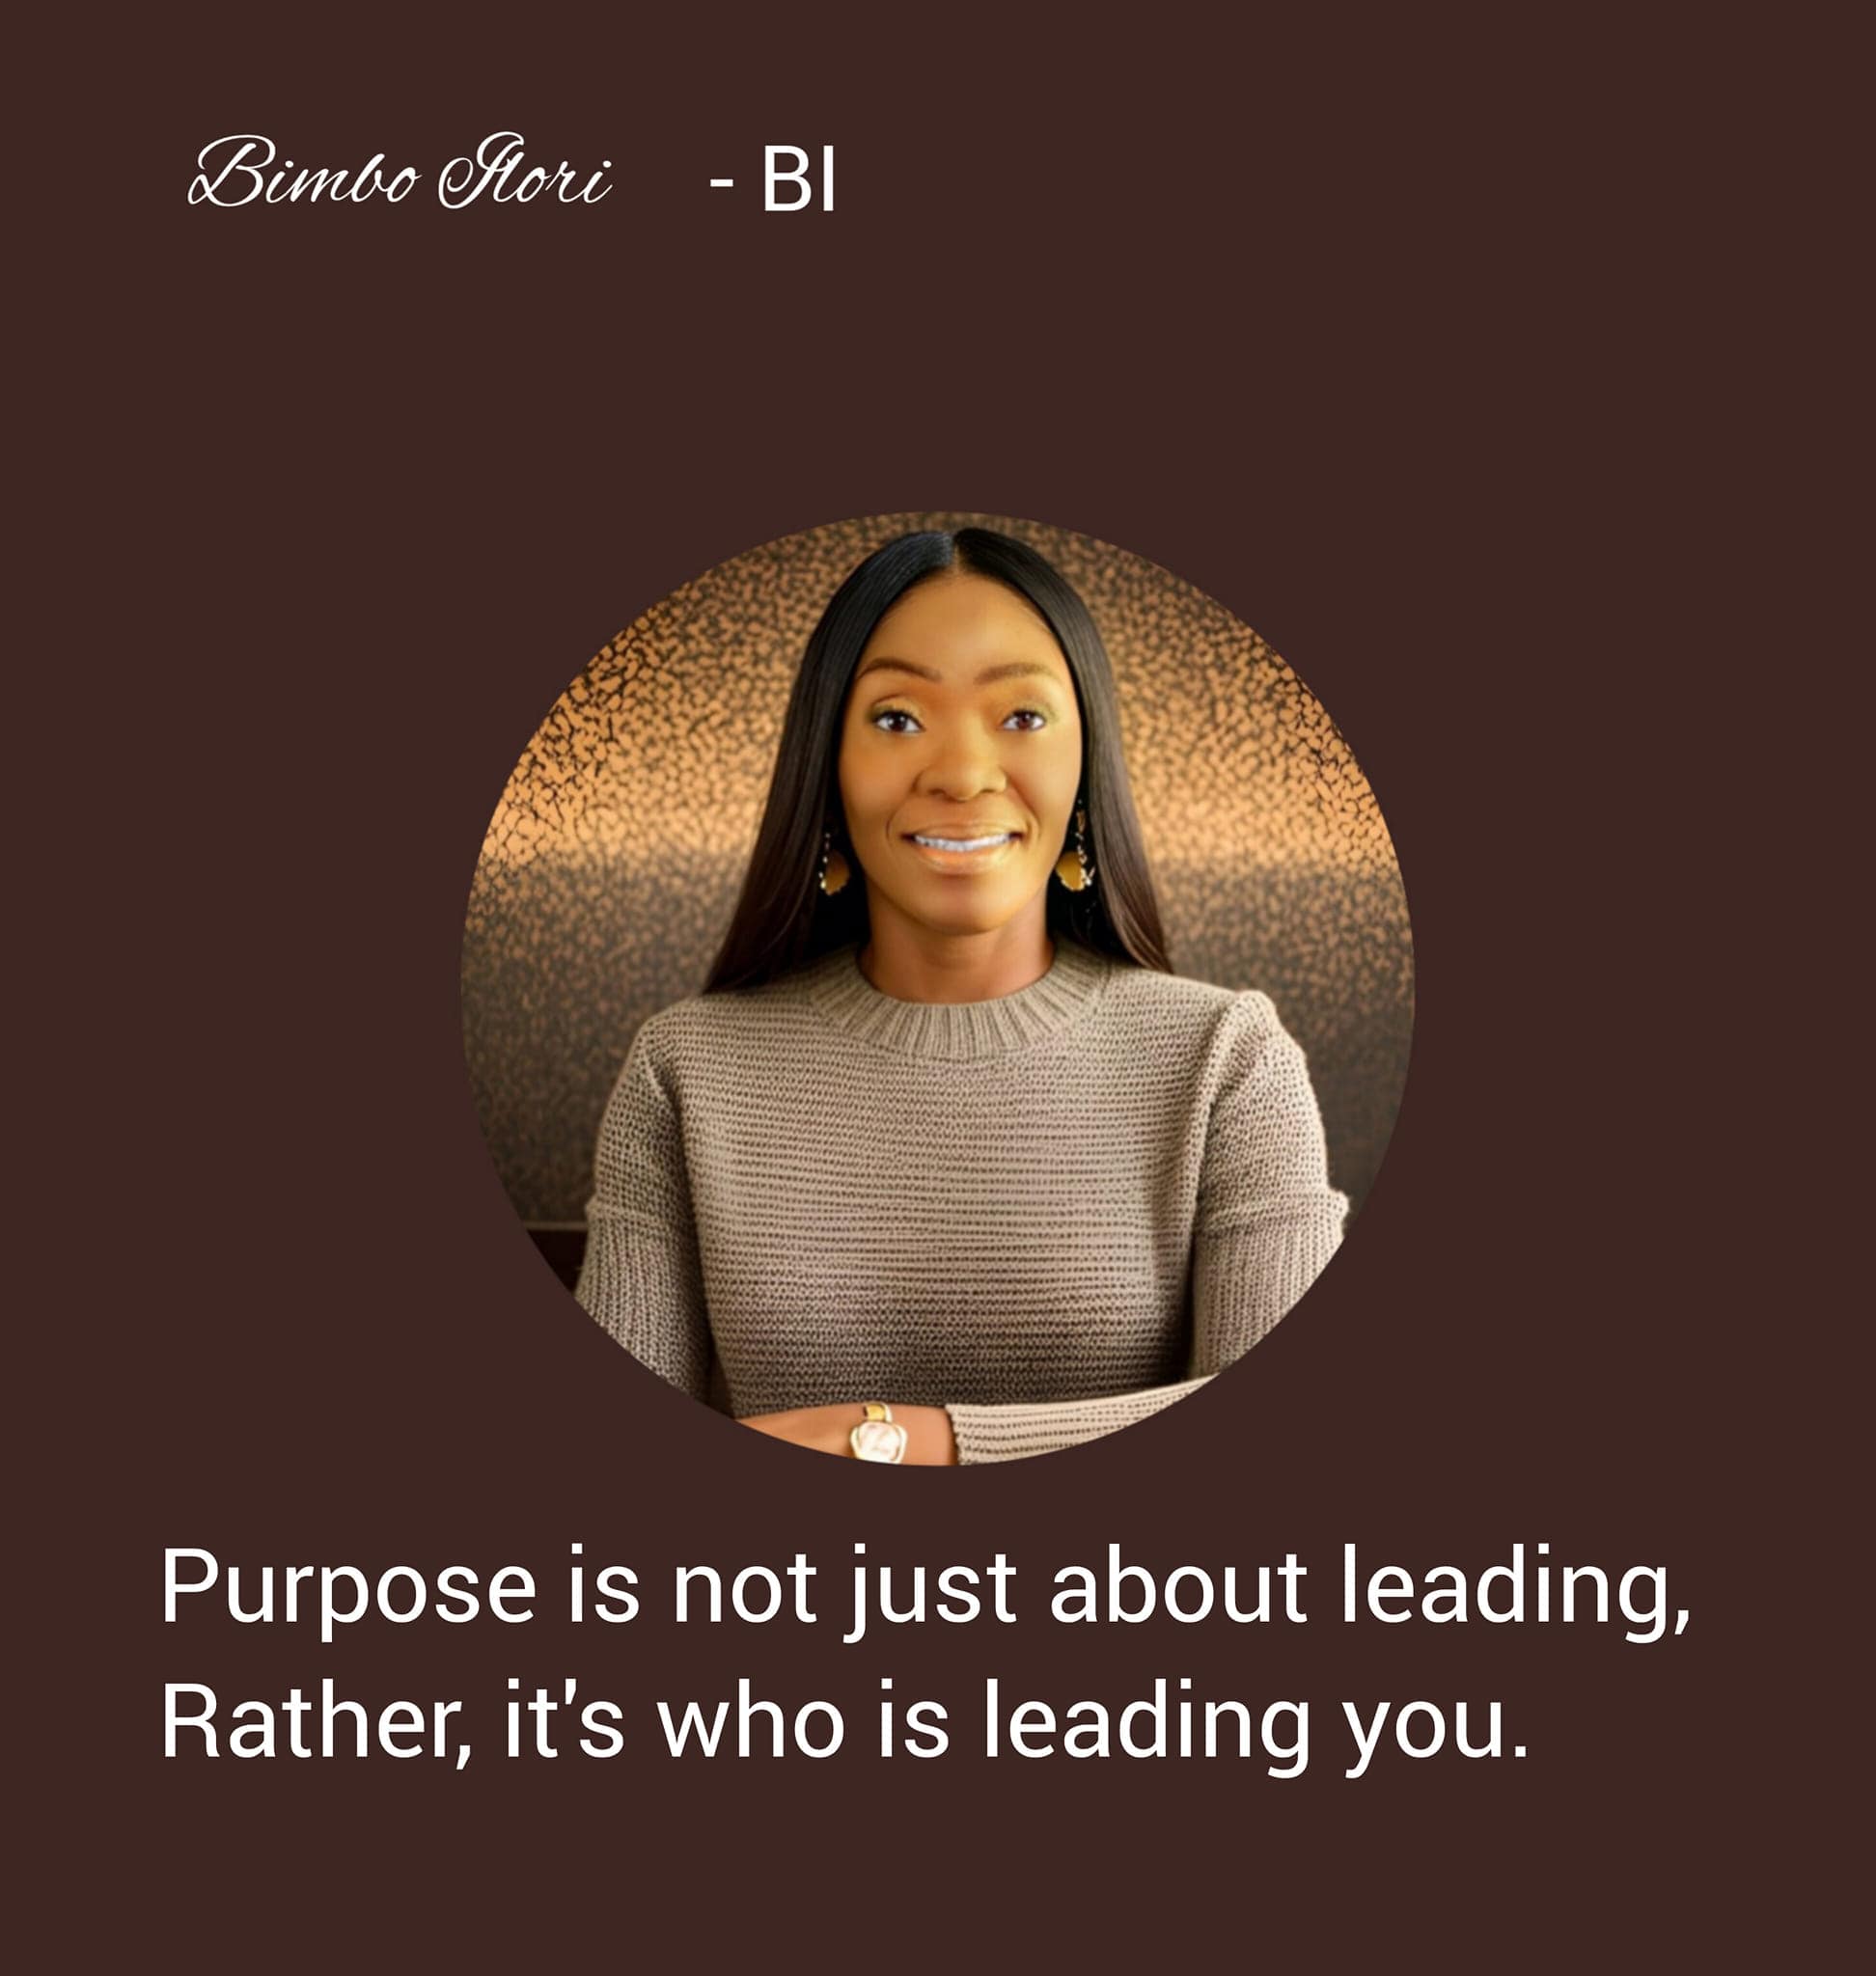 Bimbo Itori - BI
Purpose is not just about leading,
Rather, it's who is leading you.